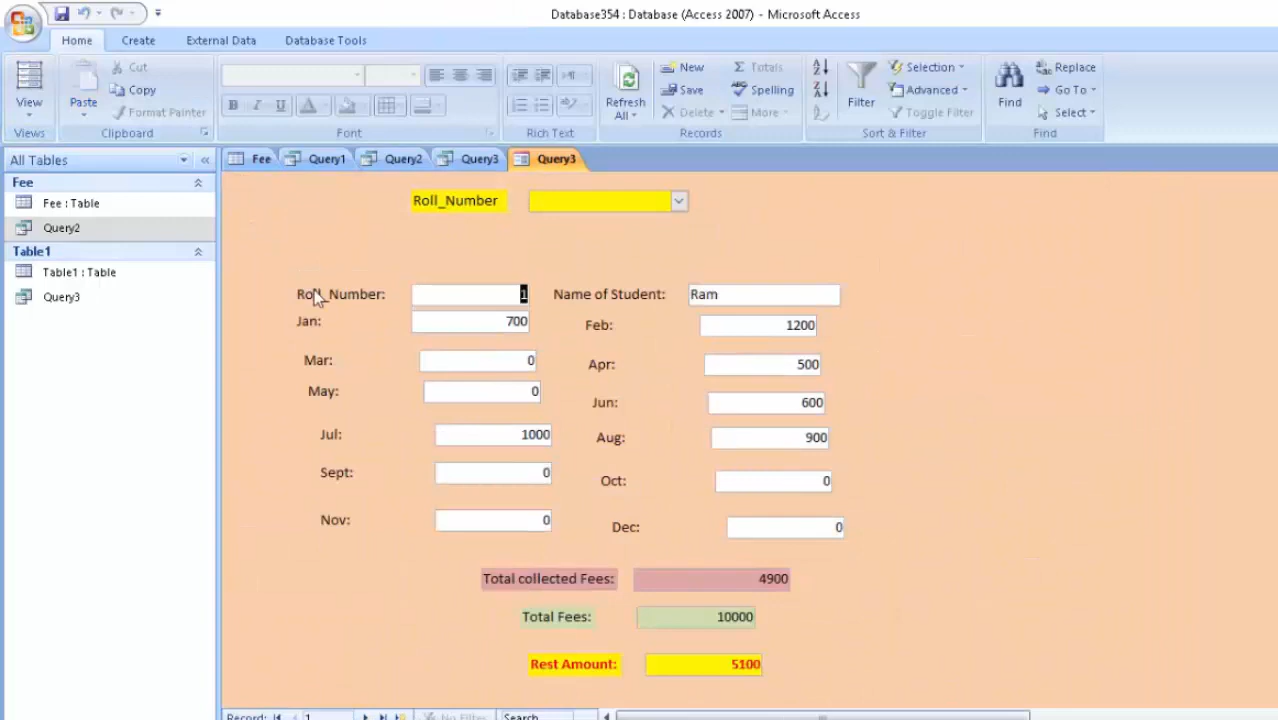 Database354 : Database (Access 2007) - Microsoft Access
Home Create External Data Database Tools
View
Views
Paste
Cut
Copy
Format Painter
Clipboard
B I U A
Font
Rich Text
Refresh
All
New
Save
Delete
Totals
Spelling
More
Records
Filter
Selection
Advanced
Toggle Filter
Sort & Filter
Find
Replace
Go To
Select
Find
All Tables
Fee
Fee : Table
Query2
Table1
Table1 : Table
Query3
Fee Query1 Query2 Query3 Query3
Roll_Number
Roll_Number: 1 Name of Student: Ram
Jan: 700 Feb: 1200
Mar: 0 Apr: 500
May: 0 Jun: 600
Jul: 1000 Aug: 900
Sept: 0 Oct: 0
Nov: 0 Dec: 0
Total collected Fees: 4900
Total Fees: 10000
Rest Amount: 5100
Record: 1 No Filter Search